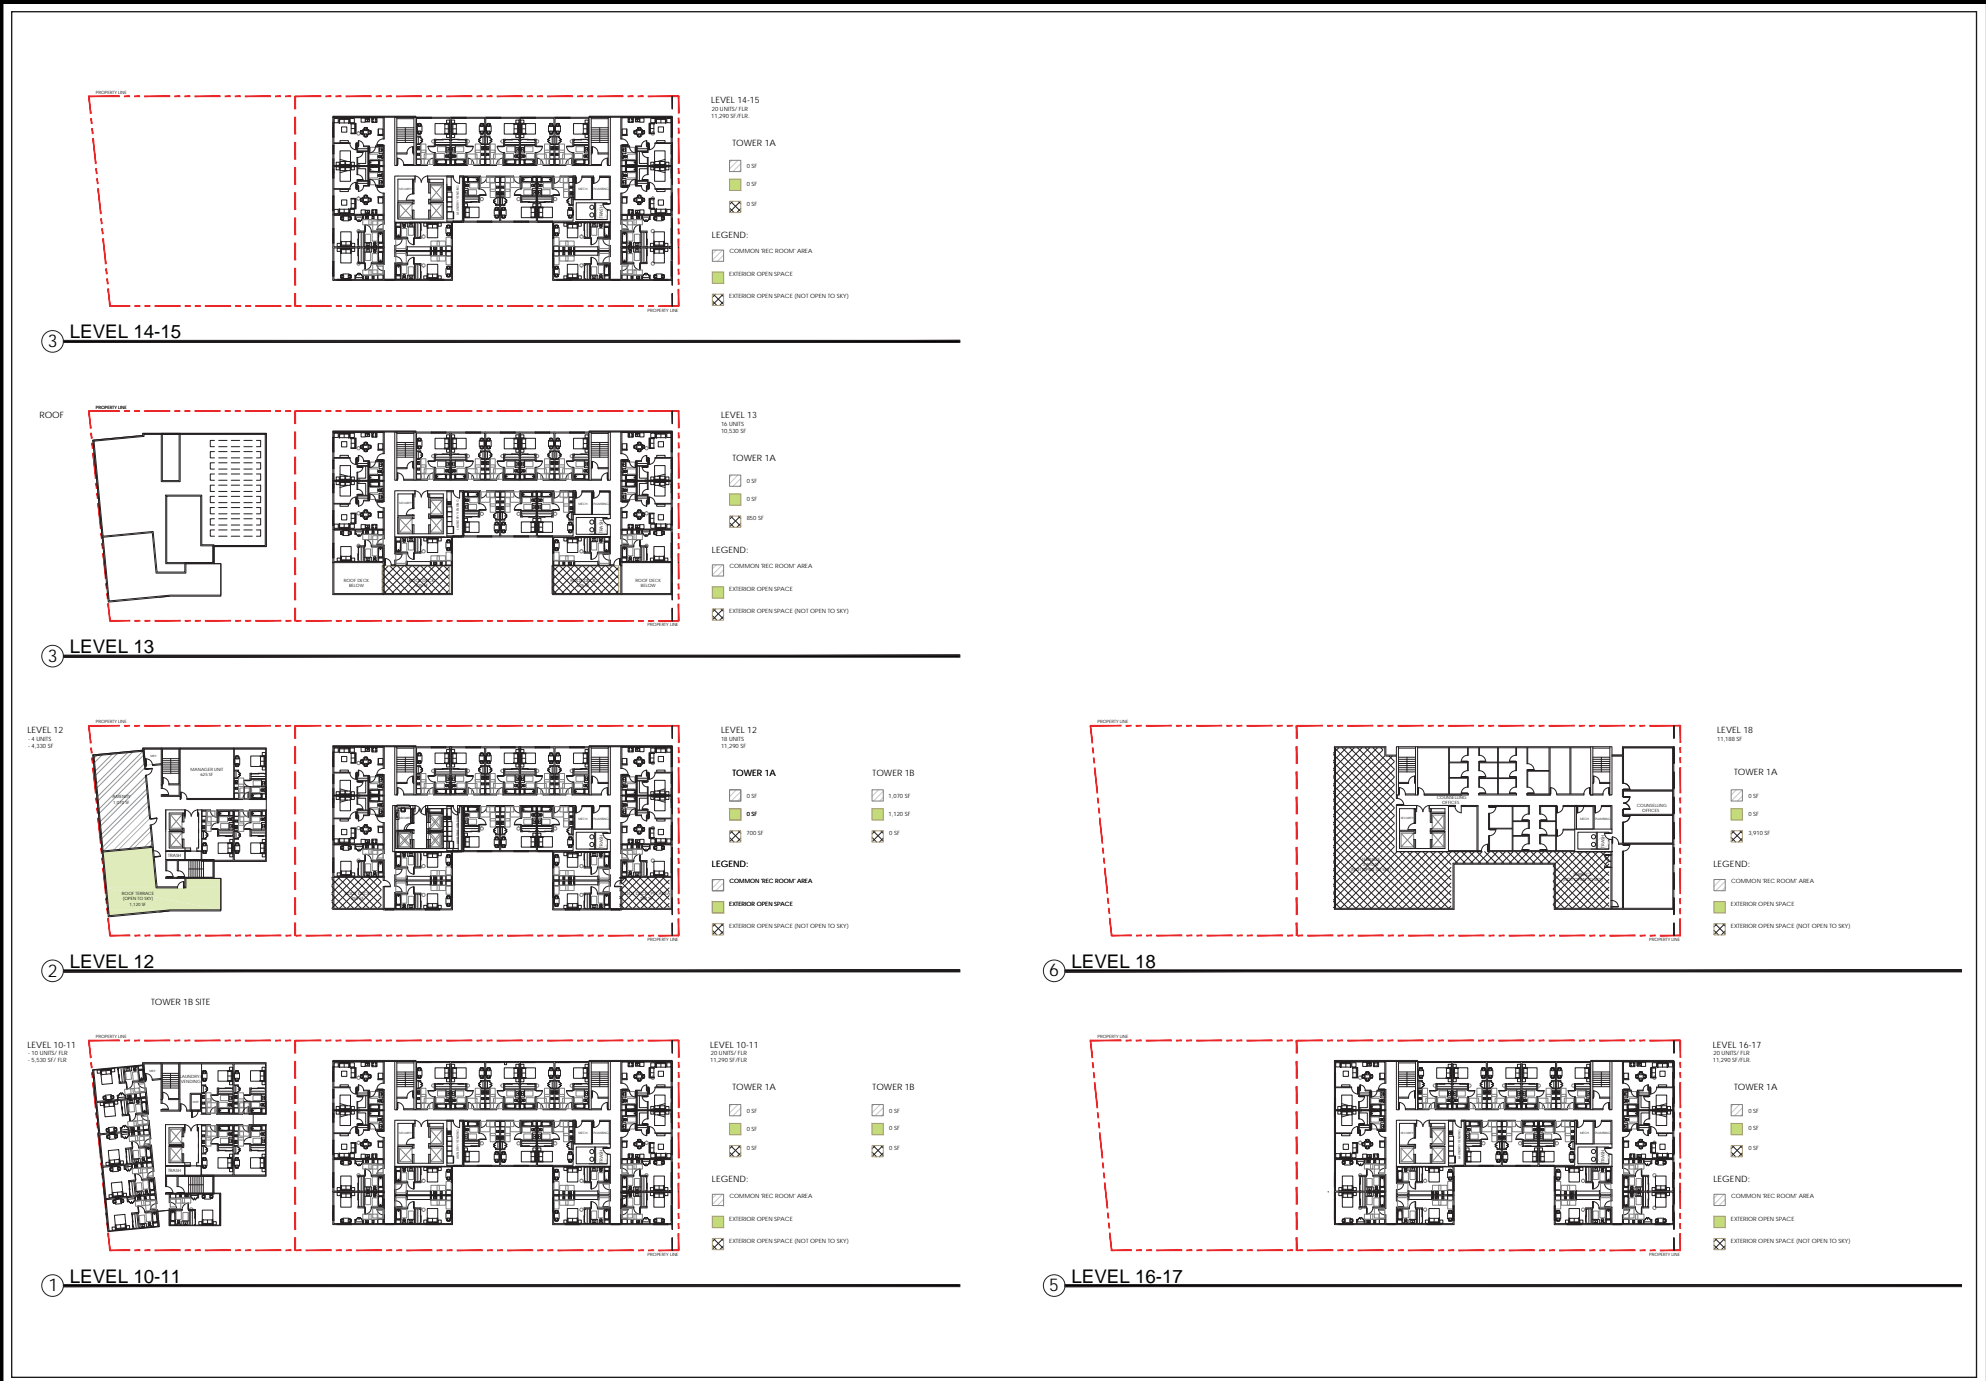 PROPERTY LINE
LEVEL 14-15
20 UNITS/ FLR
11,290 SF/FLR.
TOWER 1A
0 SF
0 SF
0 SF
LEGEND:
COMMON 'REC ROOM' AREA
EXTERIOR OPEN SPACE
EXTERIOR OPEN SPACE (NOT OPEN TO SKY)
PROPERTY LINE
3 LEVEL 14-15
ROOF
PROPERTY LINE
LEVEL 13
16 UNITS
10,530 SF
TOWER 1A
0 SF
0 SF
850 SF
LEGEND:
COMMON 'REC ROOM' AREA
EXTERIOR OPEN SPACE
EXTERIOR OPEN SPACE (NOT OPEN TO SKY)
ROOF DECK
BELOW
ROOF DECK
BELOW
PROPERTY LINE
3 LEVEL 13
LEVEL 12
- 4 UNITS
- 4,330 SF
PROPERTY LINE
MANAGER UNIT
625 SF
TRASH
ROOF TERRACE
(OPEN TO SKY)
1,120 SF
LEVEL 12
18 UNITS
11,290 SF
TOWER 1A
0 SF
0 SF
700 SF
TOWER 1B
1,070 SF
1,120 SF
0 SF
LEGEND:
COMMON 'REC ROOM' AREA
EXTERIOR OPEN SPACE
EXTERIOR OPEN SPACE (NOT OPEN TO SKY)
PROPERTY LINE
2 LEVEL 12
PROPERTY LINE
COUNSELLING
OFFICES
COUNSELLING
OFFICES
LEVEL 18
11,188 SF
TOWER 1A
0 SF
0 SF
3,910 SF
LEGEND:
COMMON 'REC ROOM' AREA
EXTERIOR OPEN SPACE
EXTERIOR OPEN SPACE (NOT OPEN TO SKY)
PROPERTY LINE
6 LEVEL 18
TOWER 1B SITE
LEVEL 10-11
- 10 UNITS/ FLR
- 5,530 SF/ FLR
PROPERTY LINE
LAUNDRY/
VENDING
TRASH
LEVEL 10-11
20 UNITS/ FLR
11,290 SF/FLR
TOWER 1A
0 SF
0 SF
0 SF
TOWER 1B
0 SF
0 SF
0 SF
LEGEND:
COMMON 'REC ROOM' AREA
EXTERIOR OPEN SPACE
EXTERIOR OPEN SPACE (NOT OPEN TO SKY)
PROPERTY LINE
1 LEVEL 10-11
PROPERTY LINE
LEVEL 16-17
20 UNITS/ FLR
11,290 SF/FLR.
TOWER 1A
0 SF
0 SF
0 SF
LEGEND:
COMMON 'REC ROOM' AREA
EXTERIOR OPEN SPACE
EXTERIOR OPEN SPACE (NOT OPEN TO SKY)
PROPERTY LINE
5 LEVEL 16-17